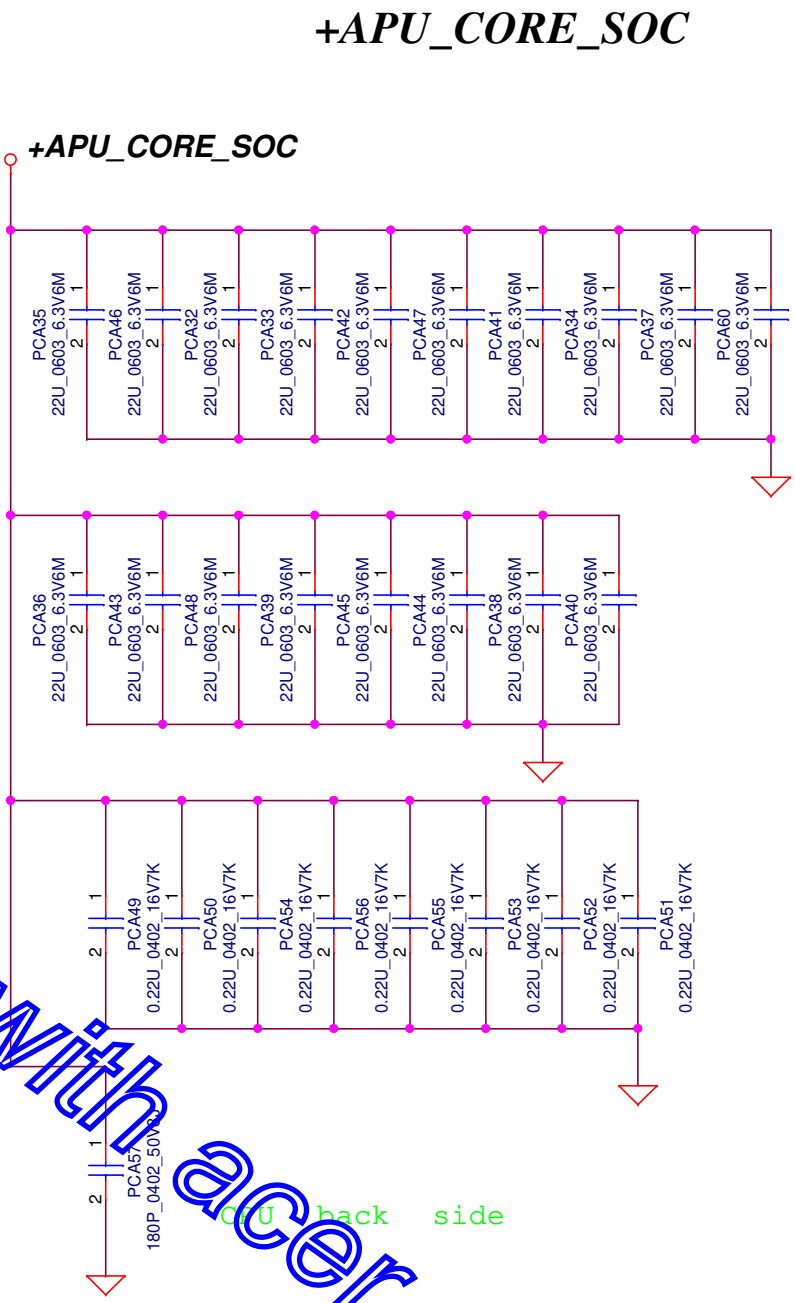 +APU_CORE_SOC
+APU_CORE_SOC
PCA35
22U_0603_6.3V6M
1
2
PCA46
22U_0603_6.3V6M
1
2
PCA32
22U_0603_6.3V6M
1
2
PCA33
22U_0603_6.3V6M
1
2
PCA42
22U_0603_6.3V6M
1
2
PCA47
22U_0603_6.3V6M
1
2
PCA41
22U_0603_6.3V6M
1
2
PCA34
22U_0603_6.3V6M
1
2
PCA37
22U_0603_6.3V6M
1
2
PCA60
22U_0603_6.3V6M
1
2
PCA36
22U_0603_6.3V6M
1
2
PCA43
22U_0603_6.3V6M
1
2
PCA48
22U_0603_6.3V6M
1
2
PCA39
22U_0603_6.3V6M
1
2
PCA45
22U_0603_6.3V6M
1
2
PCA44
22U_0603_6.3V6M
1
2
PCA38
22U_0603_6.3V6M
1
2
PCA40
22U_0603_6.3V6M
1
2
1
2
PCA49
0.22U_0402_16V7K
1
2
PCA50
0.22U_0402_16V7K
1
2
PCA54
0.22U_0402_16V7K
1
2
PCA56
0.22U_0402_16V7K
1
2
PCA55
0.22U_0402_16V7K
1
2
PCA53
0.22U_0402_16V7K
1
2
PCA52
0.22U_0402_16V7K
1
2
PCA51
0.22U_0402_16V7K
1
2
PCA57
with acer
CPU back side